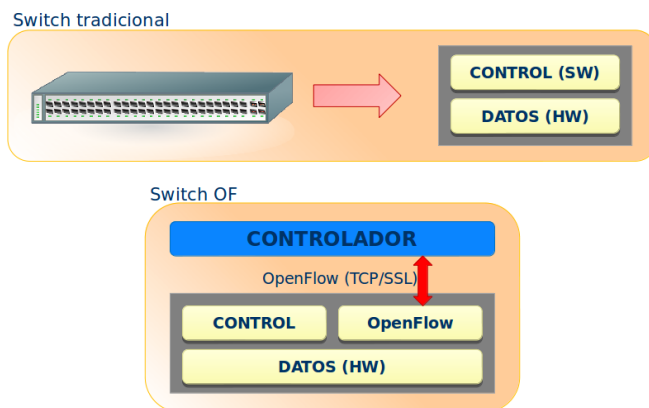 Switch tradicional
CONTROL (SW)
DATOS (HW)
Switch OF
CONTROLADOR
OpenFlow (TCP/SSL)
CONTROL
OpenFlow
DATOS (HW)